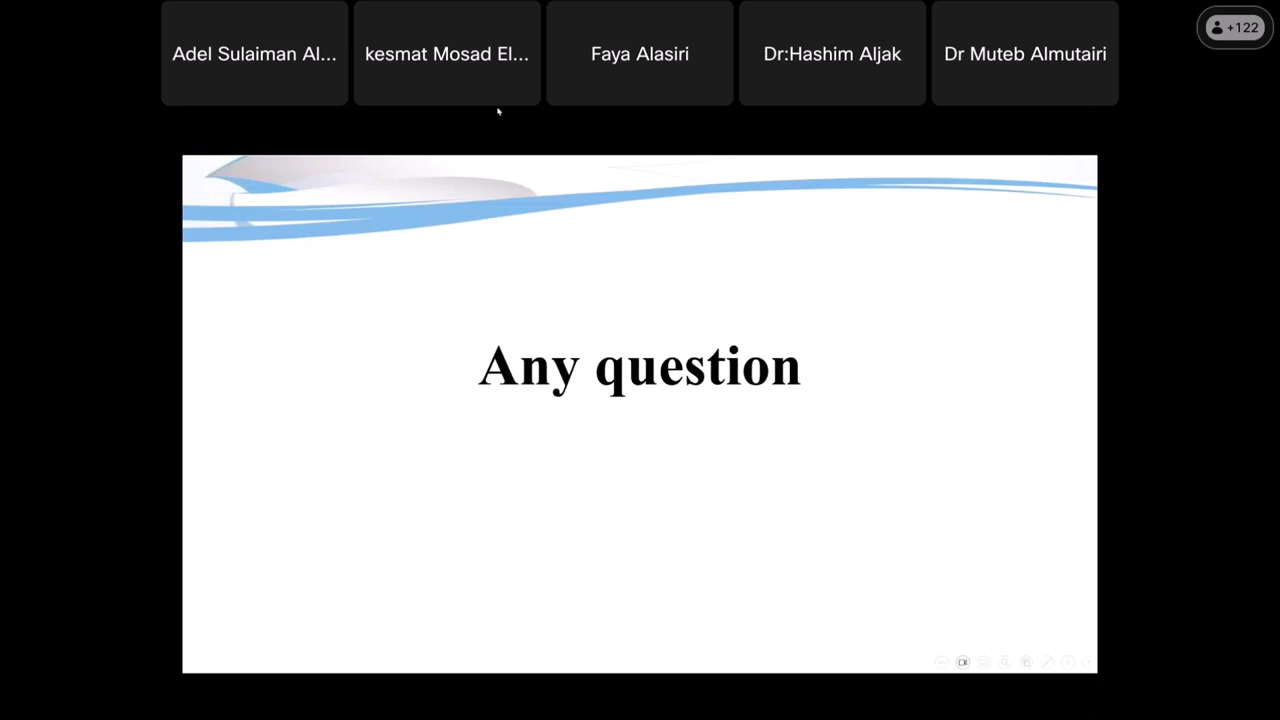 Adel Sulaiman Al...
kesmat Mosad El...
Faya Alasiri
Dr:Hashim Aljak
Dr Muteb Almutairi
+122
Any question